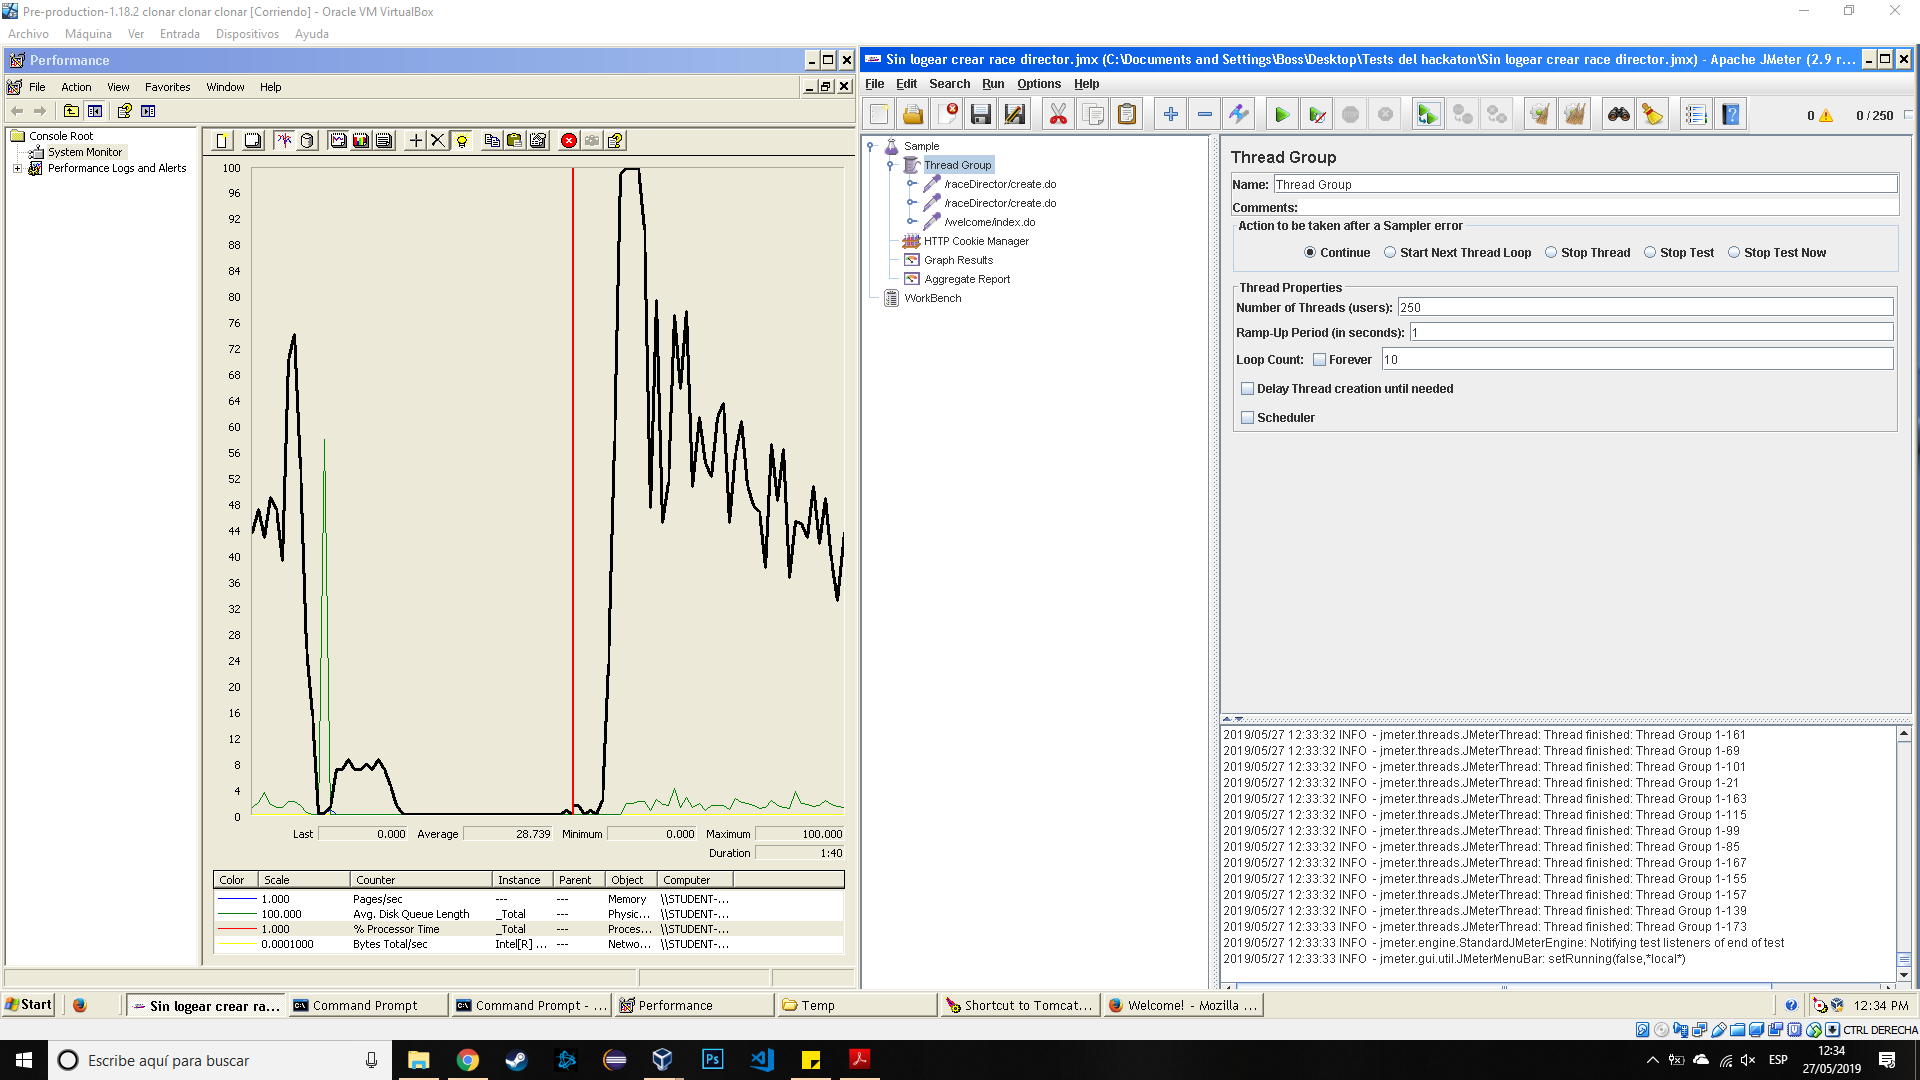 Pre-production-1.18.2 clonar clonar clonar [Corriendo] - Oracle VM VirtualBox
Archivo Máquina Ver Entrada Dispositivos Ayuda
Performance
File Action View Favorites Window Help
Console Root
System Monitor
Performance Logs and Alerts
100
96
92
88
84
80
76
72
68
64
60
56
52
48
44
40
36
32
28
24
20
16
12
8
4
0
Last 0.000 Average 28.739 Minimum 0.000 Maximum 100.000
Duration 1:40
Color Scale Counter Instance Parent Object Computer
1.000 Pages/sec --- --- Memory \\STUDENT-...
100.000 Avg. Disk Queue Length _Total --- Physic... \\STUDENT-...
1.000 % Processor Time _Total --- Proces... \\STUDENT-...
0.0001000 Bytes Total/sec Intel[R] ... --- Netwo... \\STUDENT-...
Sin logear crear race director.jmx (C:\Documents and Settings\Boss\Desktop\Tests del hackaton\Sin logear crear race director.jmx) - Apache JMeter (2.9 r...
File Edit Search Run Options Help
0 0 / 250
Sample
Thread Group
/raceDirector/create.do
/raceDirector/create.do
/welcome/index.do
HTTP Cookie Manager
Graph Results
Aggregate Report
WorkBench
Thread Group
Name: Thread Group
Comments:
Action to be taken after a Sampler error
Continue Start Next Thread Loop Stop Thread Stop Test Stop Test Now
Thread Properties
Number of Threads (users): 250
Ramp-Up Period (in seconds): 1
Loop Count: Forever 10
Delay Thread creation until needed
Scheduler
2019/05/27 12:33:32 INFO - jmeter.threads.JMeterThread: Thread finished: Thread Group 1-161
2019/05/27 12:33:32 INFO - jmeter.threads.JMeterThread: Thread finished: Thread Group 1-69
2019/05/27 12:33:32 INFO - jmeter.threads.JMeterThread: Thread finished: Thread Group 1-101
2019/05/27 12:33:32 INFO - jmeter.threads.JMeterThread: Thread finished: Thread Group 1-21
2019/05/27 12:33:32 INFO - jmeter.threads.JMeterThread: Thread finished: Thread Group 1-163
2019/05/27 12:33:32 INFO - jmeter.threads.JMeterThread: Thread finished: Thread Group 1-115
2019/05/27 12:33:32 INFO - jmeter.threads.JMeterThread: Thread finished: Thread Group 1-99
2019/05/27 12:33:32 INFO - jmeter.threads.JMeterThread: Thread finished: Thread Group 1-85
2019/05/27 12:33:32 INFO - jmeter.threads.JMeterThread: Thread finished: Thread Group 1-167
2019/05/27 12:33:32 INFO - jmeter.threads.JMeterThread: Thread finished: Thread Group 1-155
2019/05/27 12:33:32 INFO - jmeter.threads.JMeterThread: Thread finished: Thread Group 1-157
2019/05/27 12:33:32 INFO - jmeter.threads.JMeterThread: Thread finished: Thread Group 1-139
2019/05/27 12:33:32 INFO - jmeter.threads.JMeterThread: Thread finished: Thread Group 1-173
2019/05/27 12:33:33 INFO - jmeter.engine.StandardJMeterEngine: Notifying test listeners of end of test
2019/05/27 12:33:33 INFO - jmeter.gui.util.JMeterMenuBar: setRunning(false,*local*)
Start Sin logear crear ra... Command Prompt Command Prompt - ... Performance Temp Shortcut to Tomcat... Welcome! - Mozilla ... 12:34 PM
CTRL DERECHA
Escribe aquí para buscar
Ps
ESP
12:34
27/05/2019